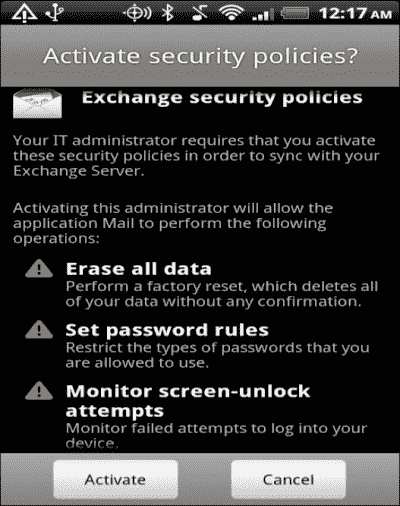 12:17 AM
Activate security policies?
Exchange security policies
Your IT administrator requires that you activate
these security policies in order to sync with your
Exchange Server.
Activating this administrator will allow the
application Mail to perform the following
operations:
Erase all data
Perform a factory reset, which deletes all
of your data without any confirmation.
Set password rules
Restrict the types of passwords that you
are allowed to use.
Monitor screen-unlock
attempts
Monitor failed attempts to log into your
device.
Activate
Cancel